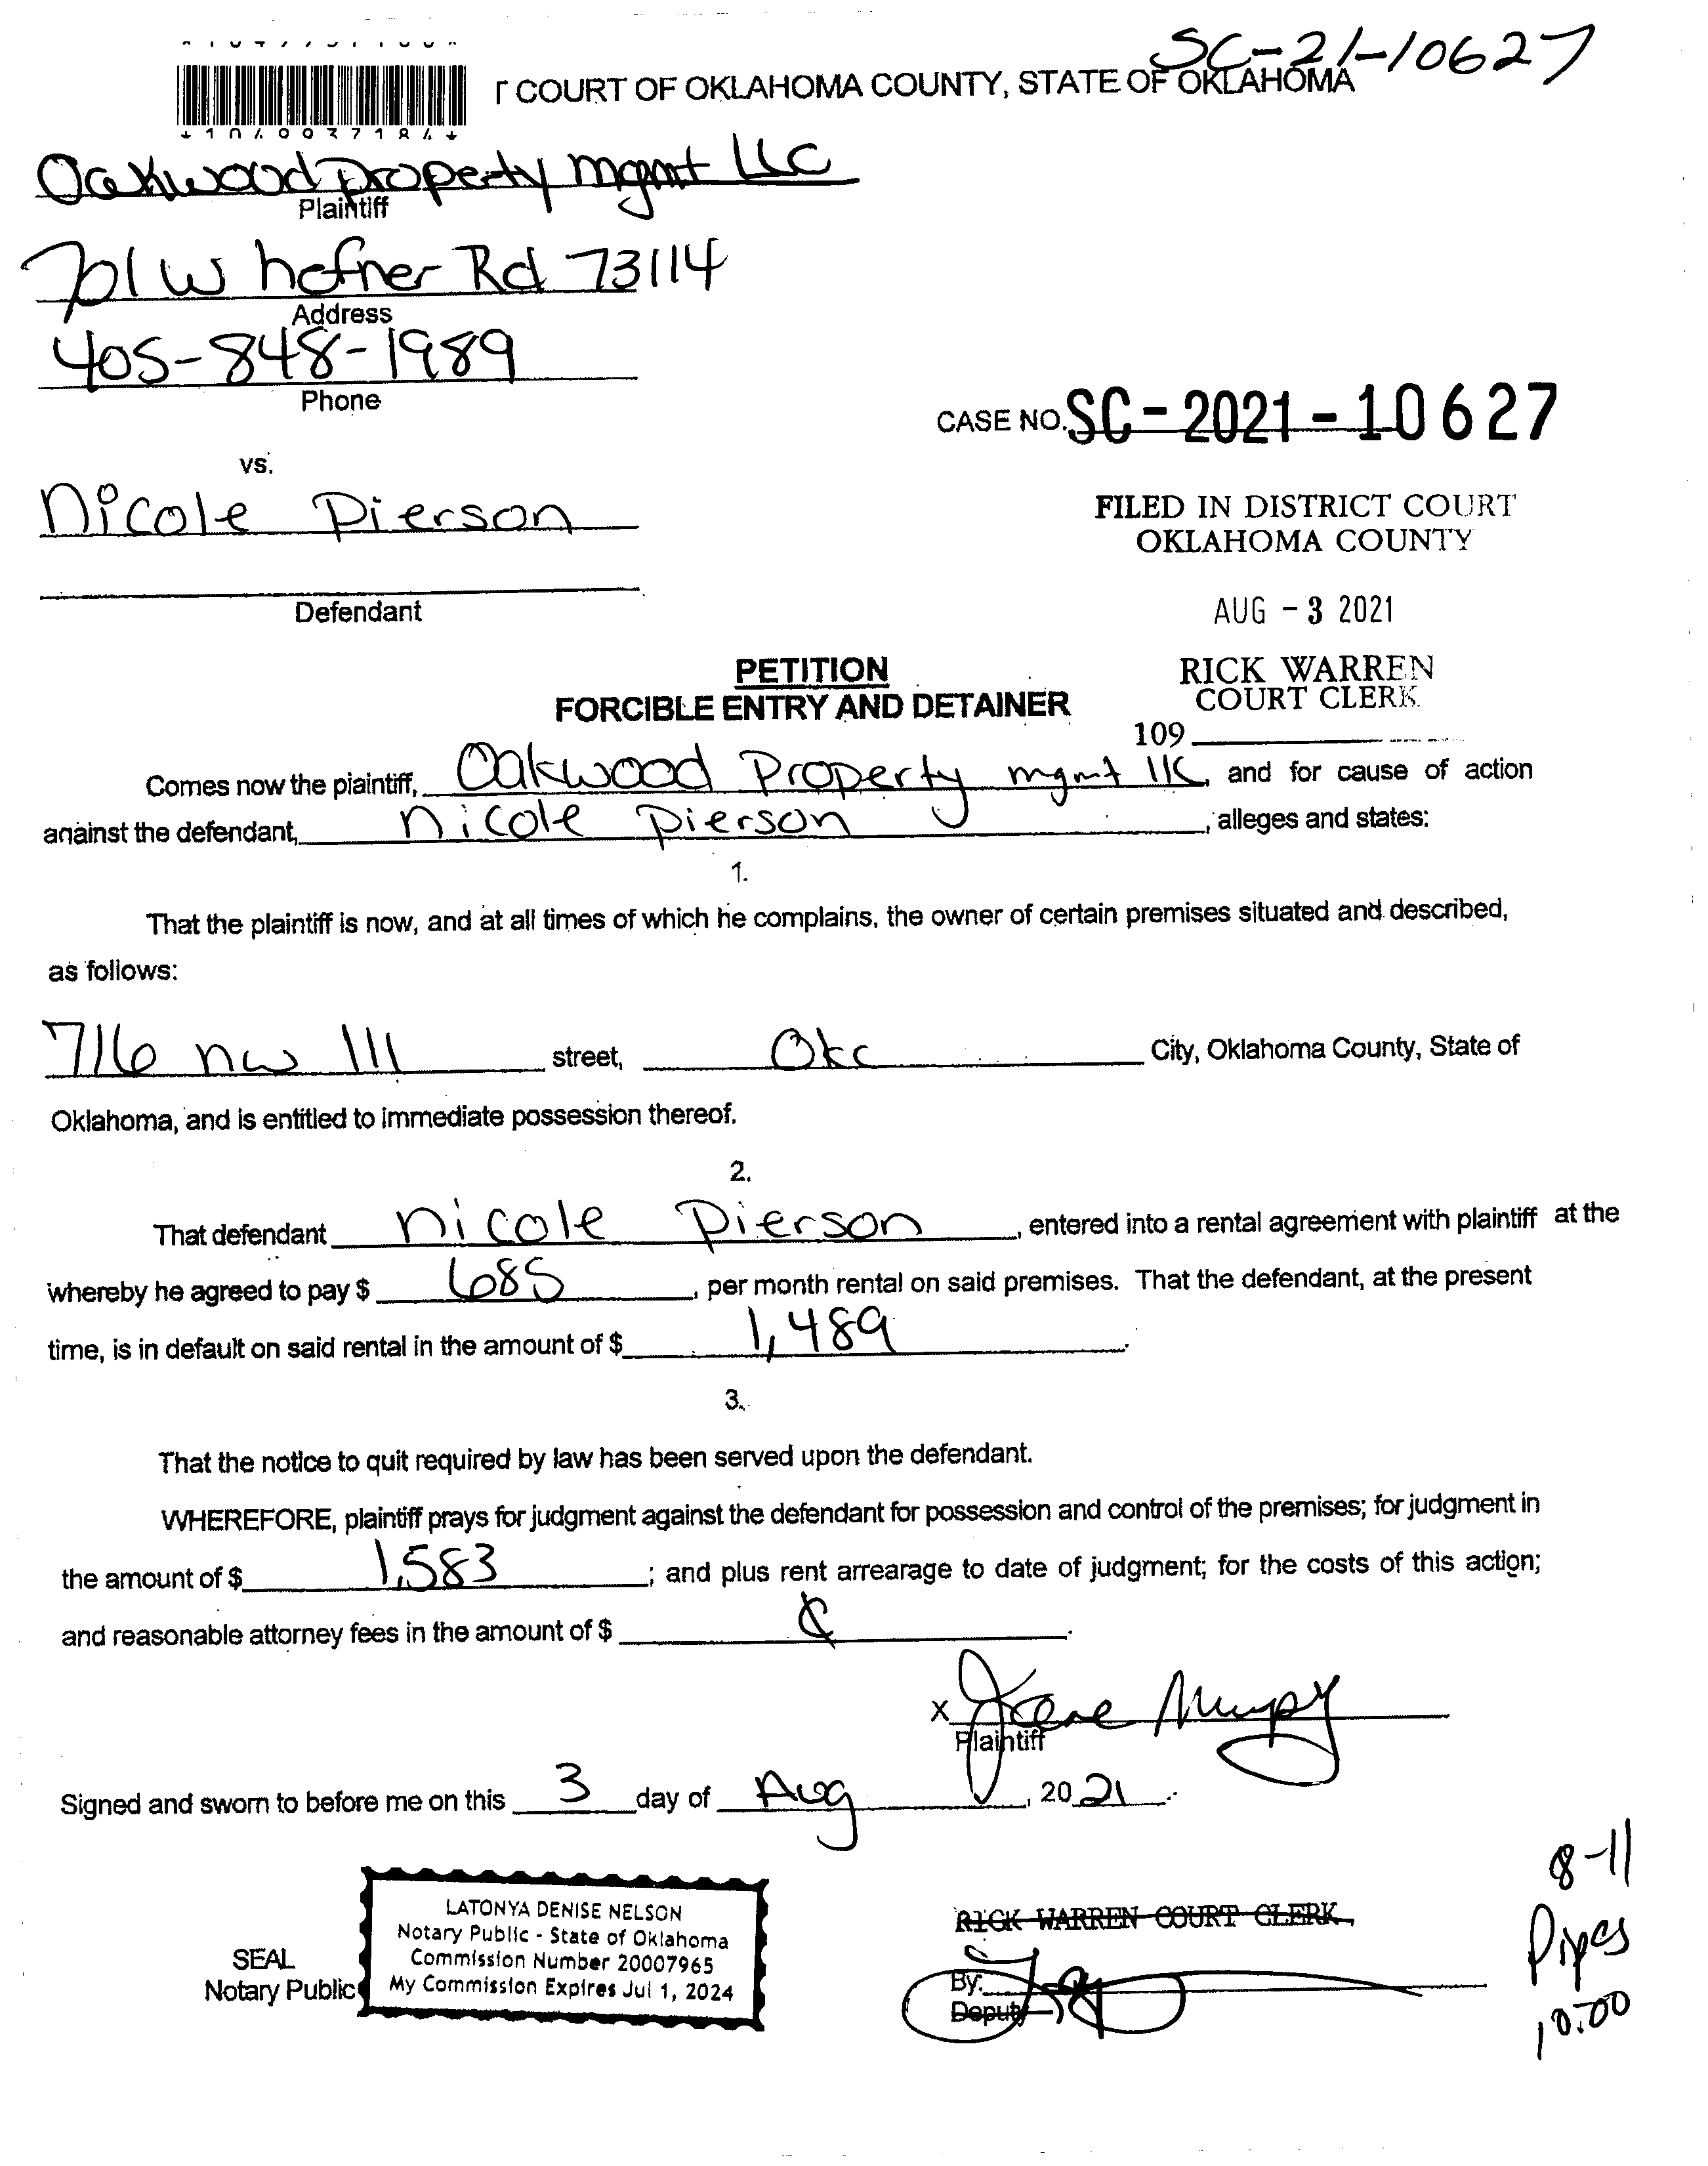 SC-21-10627
T COURT OF OKLAHOMA COUNTY, STATE OF OKLAHOMA
Oakwood Property mgmt LLC
Plaintiff
701 W hefner Rd 73114
Address
405-848-1989
Phone
CASE NO. SC-2021-10627
vs.
Nicole Pierson
FILED IN DISTRICT COURT
OKLAHOMA COUNTY
Defendant
AUG - 3 2021
PETITION
FORCIBLE ENTRY AND DETAINER
RICK WARREN
COURT CLERK
109
Comes now the plaintiff, Oakwood Property mgmt llc, and for cause of action
against the defendant, nicole pierson, alleges and states:
1.
That the plaintiff is now, and at all times of which he complains, the owner of certain premises situated and described,
as follows:
716 nw 111 street, Okc City, Oklahoma County, State of
Oklahoma, and is entitled to immediate possession thereof.
2.
That defendant nicole pierson, entered into a rental agreement with plaintiff at the
whereby he agreed to pay $ 685, per month rental on said premises. That the defendant, at the present
time, is in default on said rental in the amount of $ 1,489.
3.
That the notice to quit required by law has been served upon the defendant.
WHEREFORE, plaintiff prays for judgment against the defendant for possession and control of the premises; for judgment in
the amount of $ 1,583; and plus rent arrearage to date of judgment; for the costs of this action;
and reasonable attorney fees in the amount of $
X
Plaintiff
Signed and sworn to before me on this 3 day of Aug, 2021.
8-11
LATONYA DENISE NELSON
Notary Public - State of Oklahoma
Commission Number 20007965
My Commission Expires Jul 1, 2024
SEAL
Notary Public
RICK WARREN COURT CLERK
By:
Deputy
Pipes
10:00